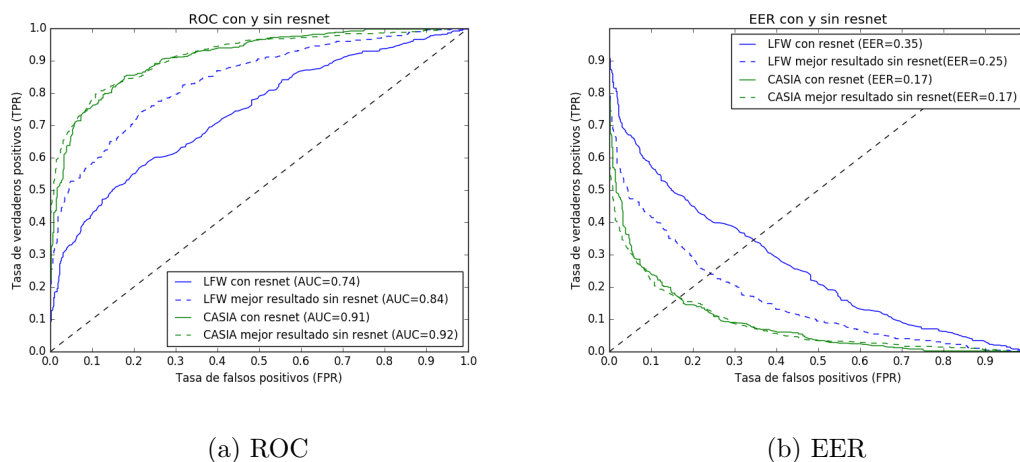 ROC con y sin resnet
Tasa de verdaderos positivos (TPR)
1.0
0.9
0.8
0.7
0.6
0.5
0.4
0.3
0.2
0.1
0.0
LFW con resnet (AUC=0.74)
LFW mejor resultado sin resnet (AUC=0.84)
CASIA con resnet (AUC=0.91)
CASIA mejor resultado sin resnet (AUC=0.92)
0.0 0.1 0.2 0.3 0.4 0.5 0.6 0.7 0.8 0.9 1.0
Tasa de falsos positivos (FPR)
(a) ROC
EER con y sin resnet
Tasa de verdaderos positivos (TPR)
1.0
0.9
0.8
0.7
0.6
0.5
0.4
0.3
0.2
0.1
0.0
LFW con resnet (EER=0.35)
LFW mejor resultado sin resnet(EER=0.25)
CASIA con resnet (EER=0.17)
CASIA mejor resultado sin resnet(EER=0.17)
0.0 0.1 0.2 0.3 0.4 0.5 0.6 0.7 0.8 0.9
Tasa de falsos positivos (FPR)
(b) EER